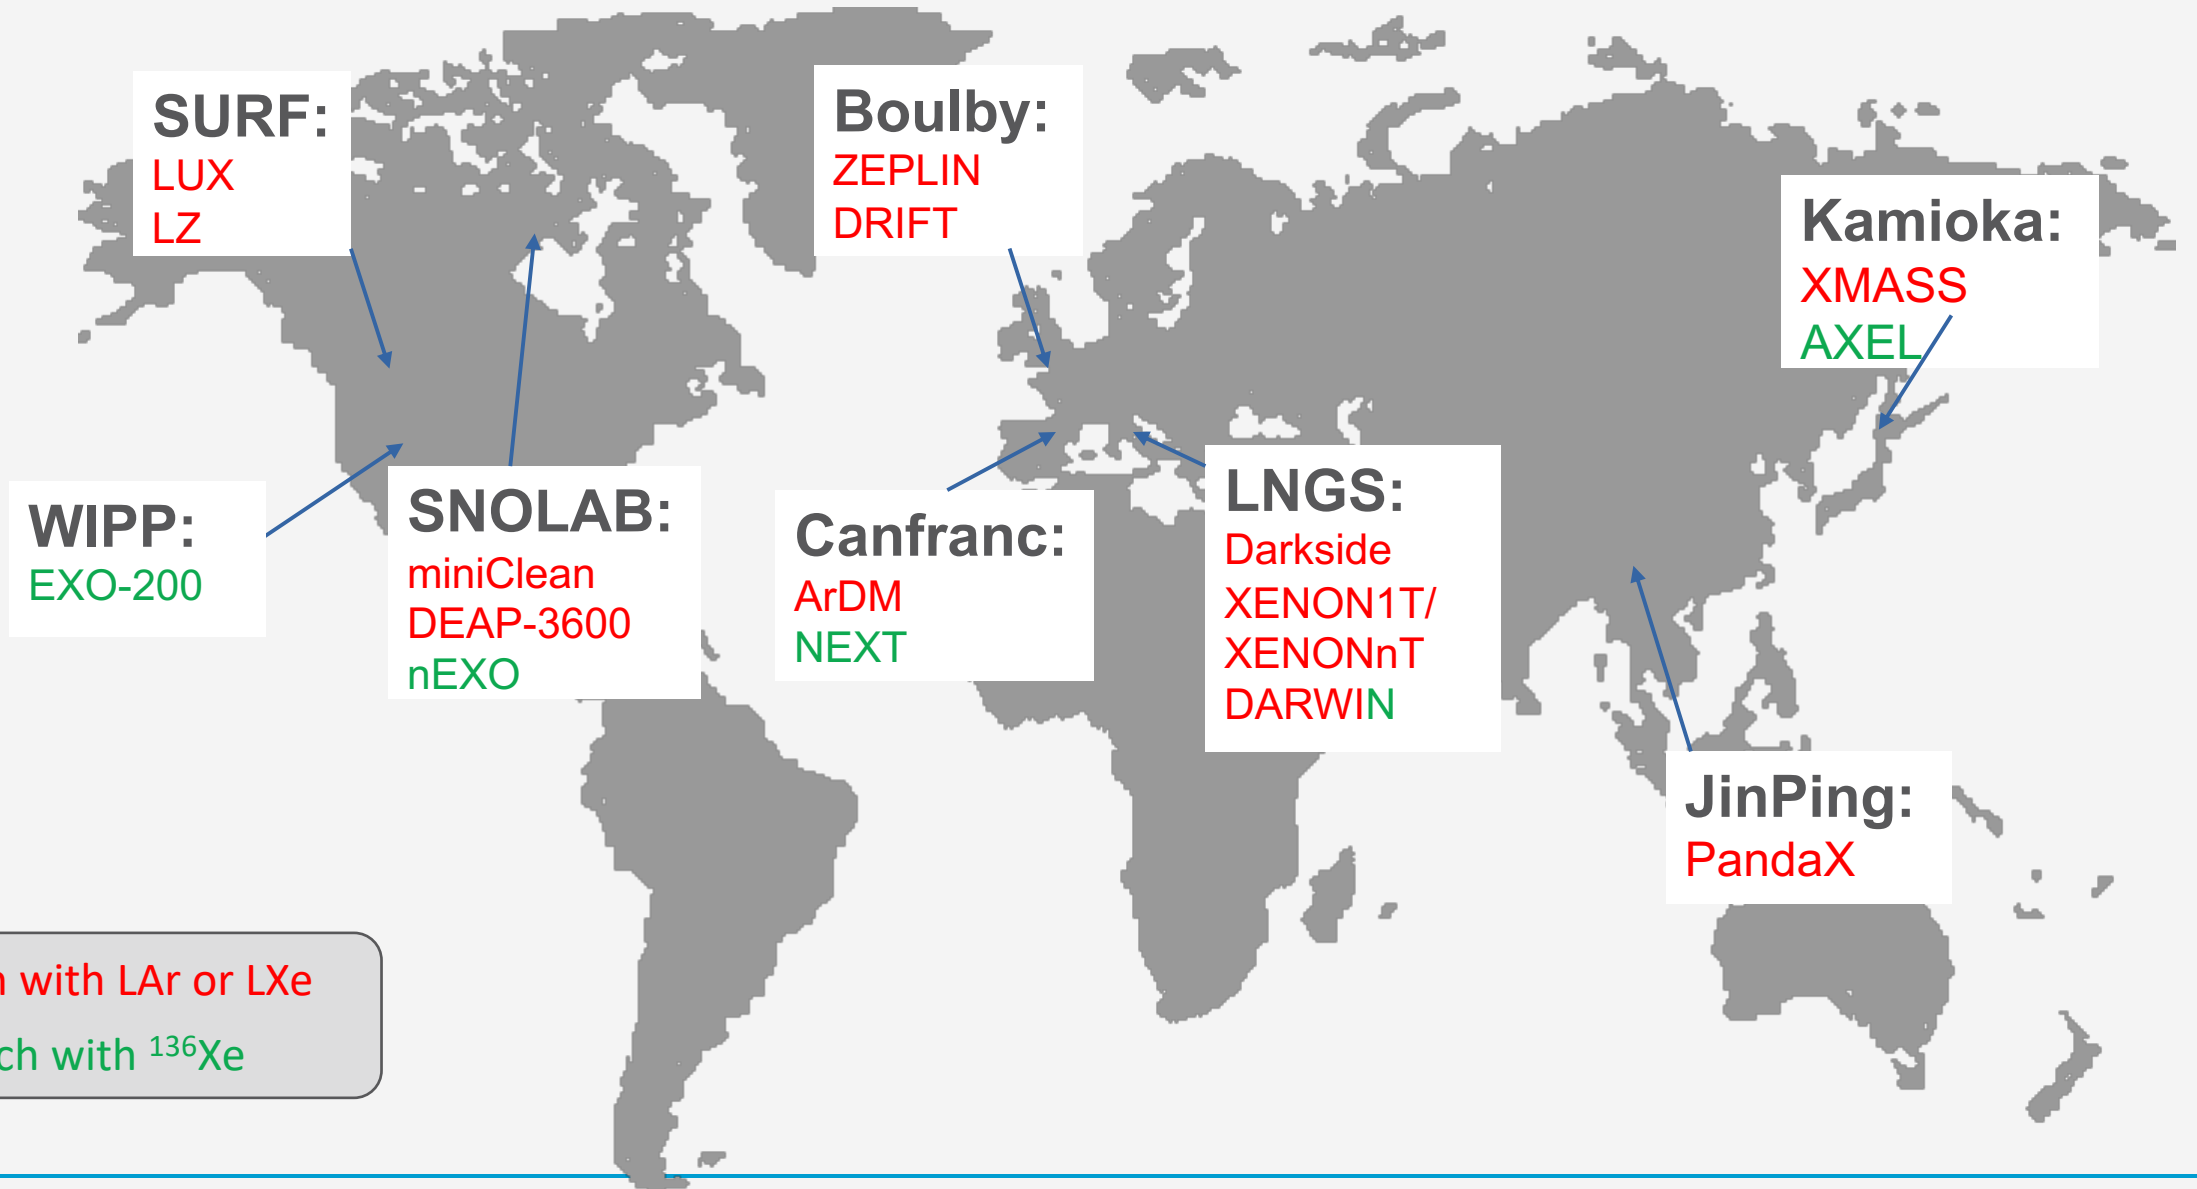 SURF:
LUX
LZ
Boulby:
ZEPLIN
DRIFT
Kamioka:
XMASS
AXEL
WIPP:
EXO-200
SNOLAB:
miniClean
DEAP-3600
nEXO
Canfranc:
ArDM
NEXT
LNGS:
Darkside
XENON1T/
XENONnT
DARWIN
JinPing:
PandaX
with LAr or LXe
with ¹³⁶Xe